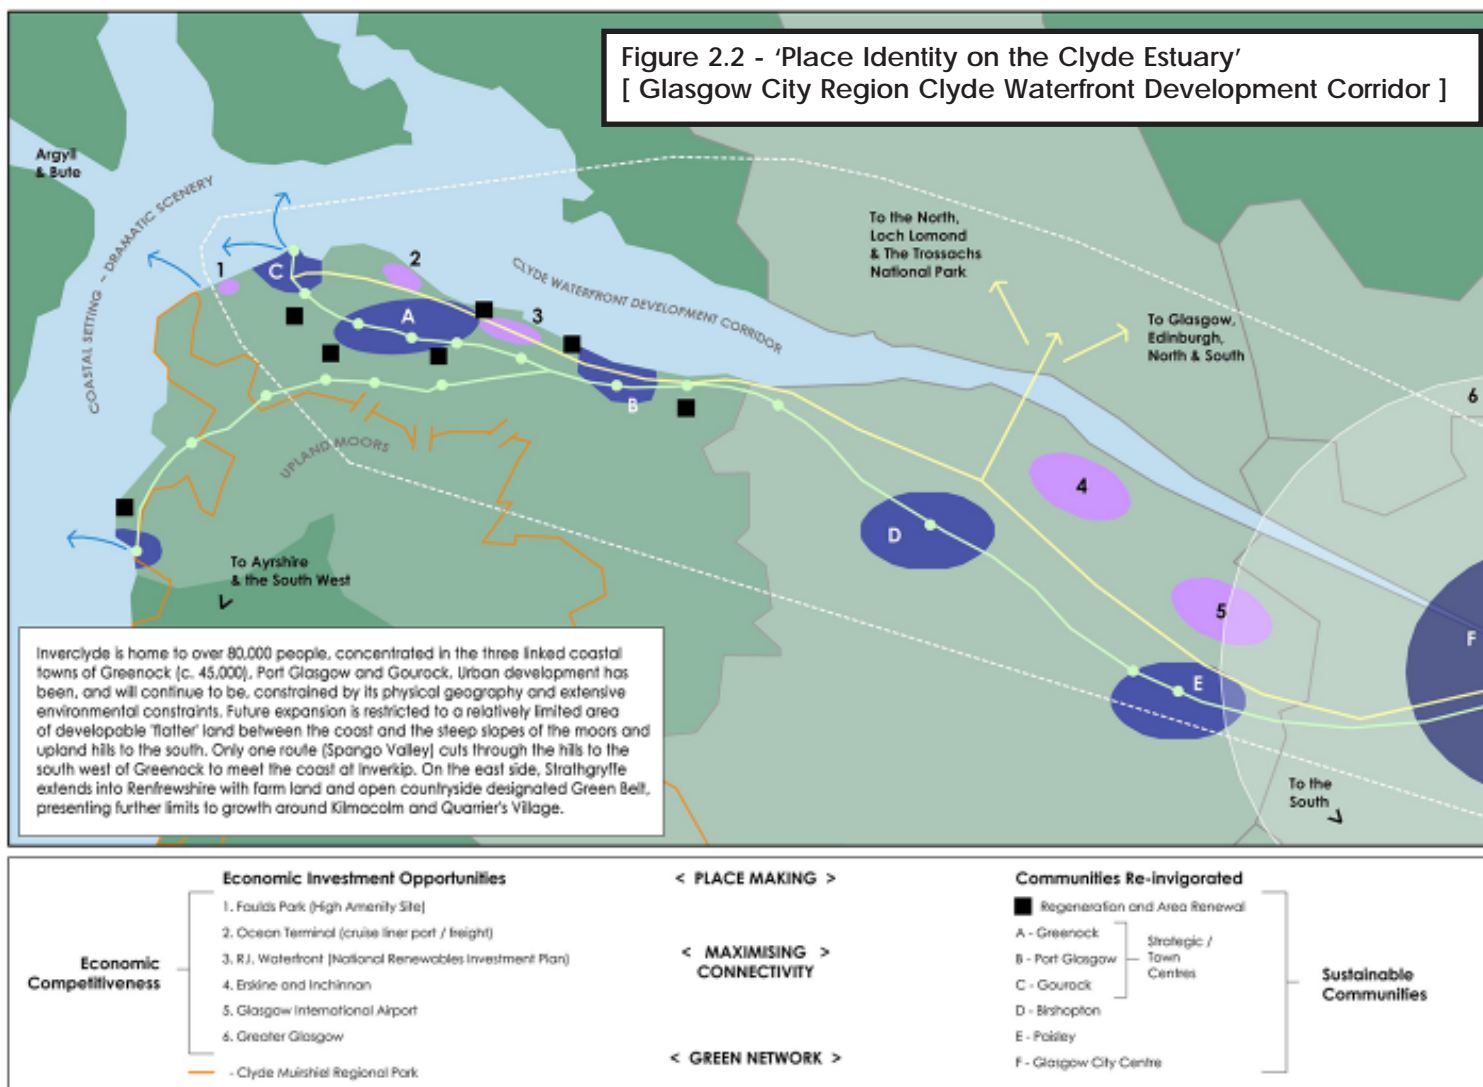 Figure 2.2 - ‘Place Identity on the Clyde Estuary’
[ Glasgow City Region Clyde Waterfront Development Corridor ]
Argyll
& Bute
COASTAL SETTING - DRAMATIC SCENERY
1
C
2
A
3
B
CLYDE WATERFRONT DEVELOPMENT CORRIDOR
UPLAND MOORS
To the North,
Loch Lomond
& The Trossachs
National Park
To Glasgow,
Edinburgh,
North & South
6
4
D
5
E
F
To Ayrshire
& the South West
To the
South
Inverclyde is home to over 80,000 people, concentrated in the three linked coastal
towns of Greenock (c. 45,000), Port Glasgow and Gourock. Urban development has
been, and will continue to be, constrained by its physical geography and extensive
environmental constraints. Future expansion is restricted to a relatively limited area
of developable 'flatter' land between the coast and the steep slopes of the moors and
upland hills to the south. Only one route (Spango Valley) cuts through the hills to the
south west of Greenock to meet the coast at Inverkip. On the east side, Strathgryffe
extends into Renfrewshire with farm land and open countryside designated Green Belt,
presenting further limits to growth around Kilmacolm and Quarrier's Village.
Economic Investment Opportunities
1. Faulds Park (High Amenity Site)
2. Ocean Terminal (cruise liner port / freight)
3. R.I. Waterfront (National Renewables Investment Plan)
4. Erskine and Inchinnan
5. Glasgow International Airport
6. Greater Glasgow
- Clyde Muirshiel Regional Park
Economic
Competitiveness
< PLACE MAKING >
< MAXIMISING >
CONNECTIVITY
< GREEN NETWORK >
Communities Re-invigorated
Regeneration and Area Renewal
A - Greenock
B - Port Glasgow
C - Gourock
Strategic /
Town
Centres
D - Birshopton
E - Paisley
F - Glasgow City Centre
Sustainable
Communities